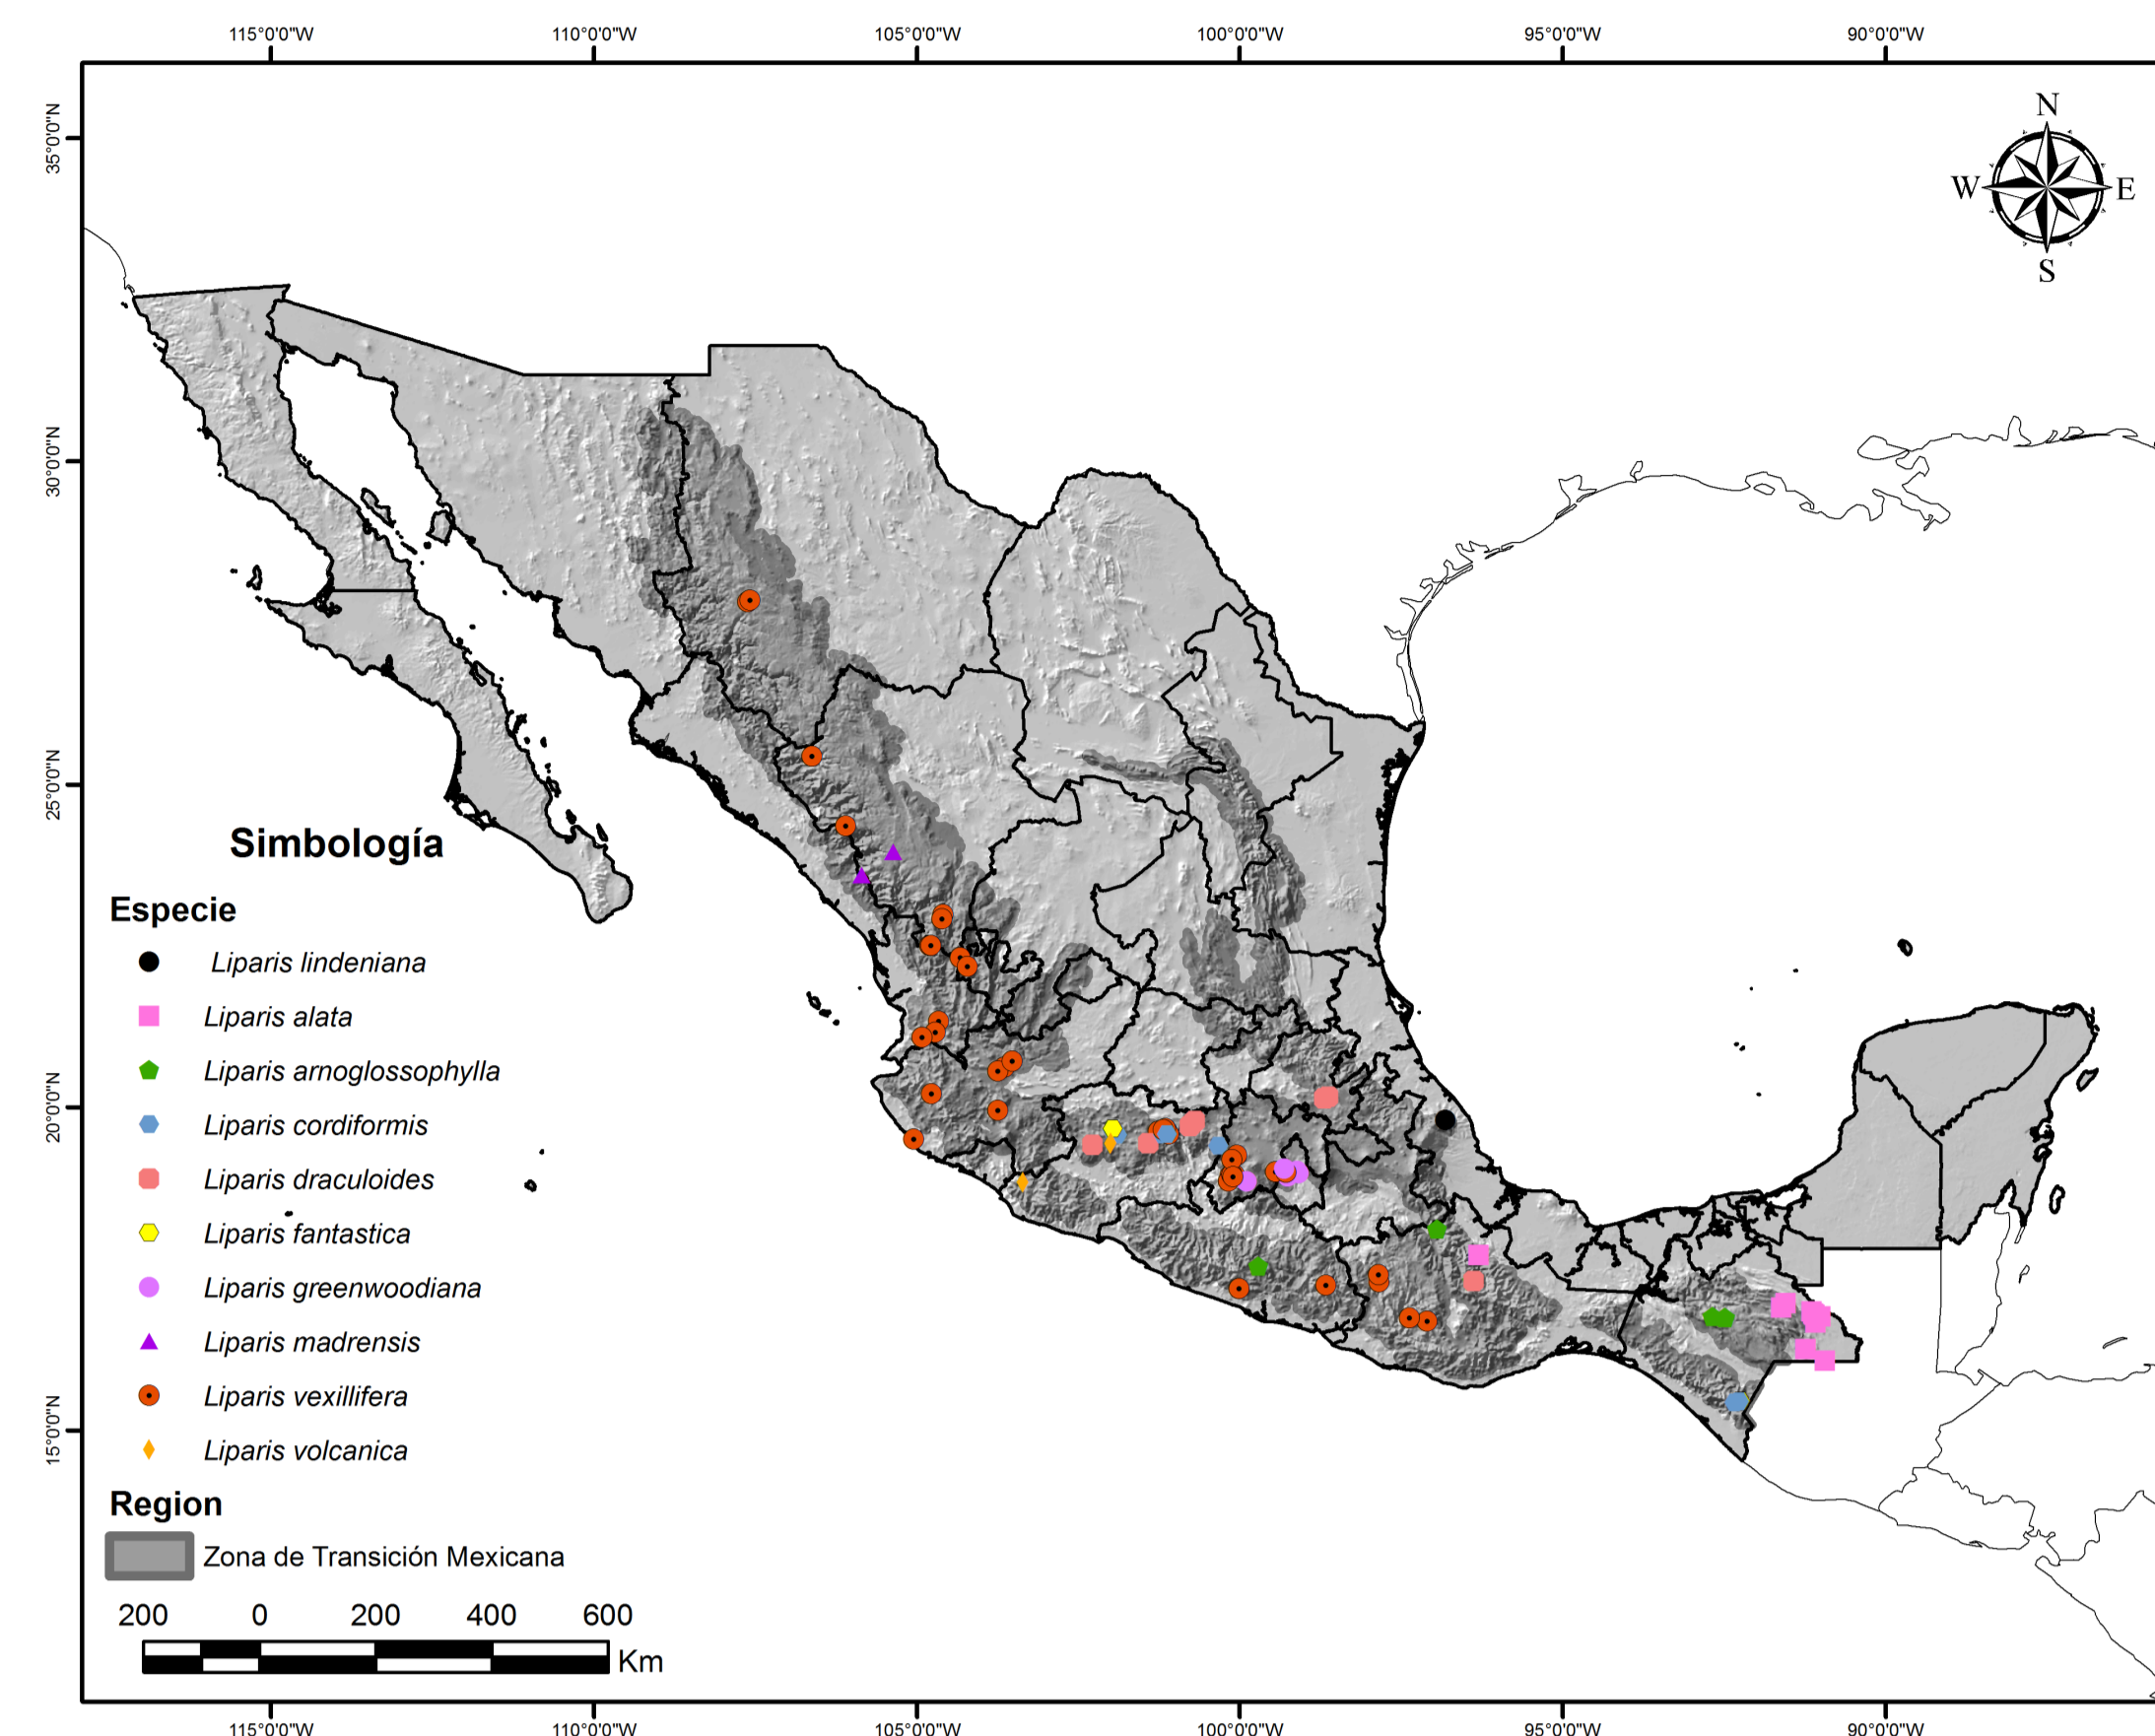 115°0'0"W 110°0'0"W 105°0'0"W 100°0'0"W 95°0'0"W 90°0'0"W
N
W E
S
35°0'0"N
30°0'0"N
25°0'0"N
20°0'0"N
15°0'0"N
Simbología
Especie
Liparis lindeniana
Liparis alata
Liparis arnoglossophylla
Liparis cordiformis
Liparis draculoides
Liparis fantastica
Liparis greenwoodiana
Liparis madrensis
Liparis vexillifera
Liparis volcanica
Region
Zona de Transición Mexicana
200 0 200 400 600
Km
115°0'0"W 110°0'0"W 105°0'0"W 100°0'0"W 95°0'0"W 90°0'0"W